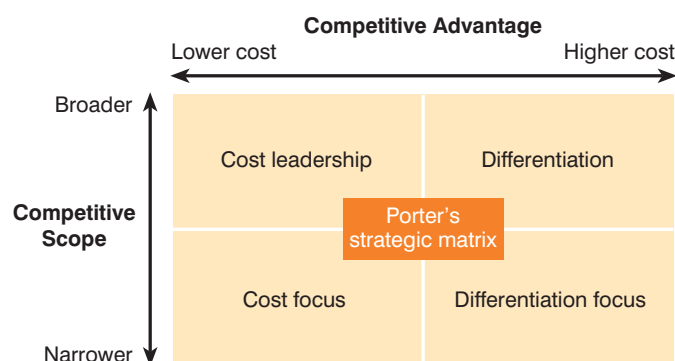 Competitive Advantage
Lower cost Higher cost
Broader
Cost leadership Differentiation
Competitive
Scope
Porter's
strategic matrix
Cost focus Differentiation focus
Narrower